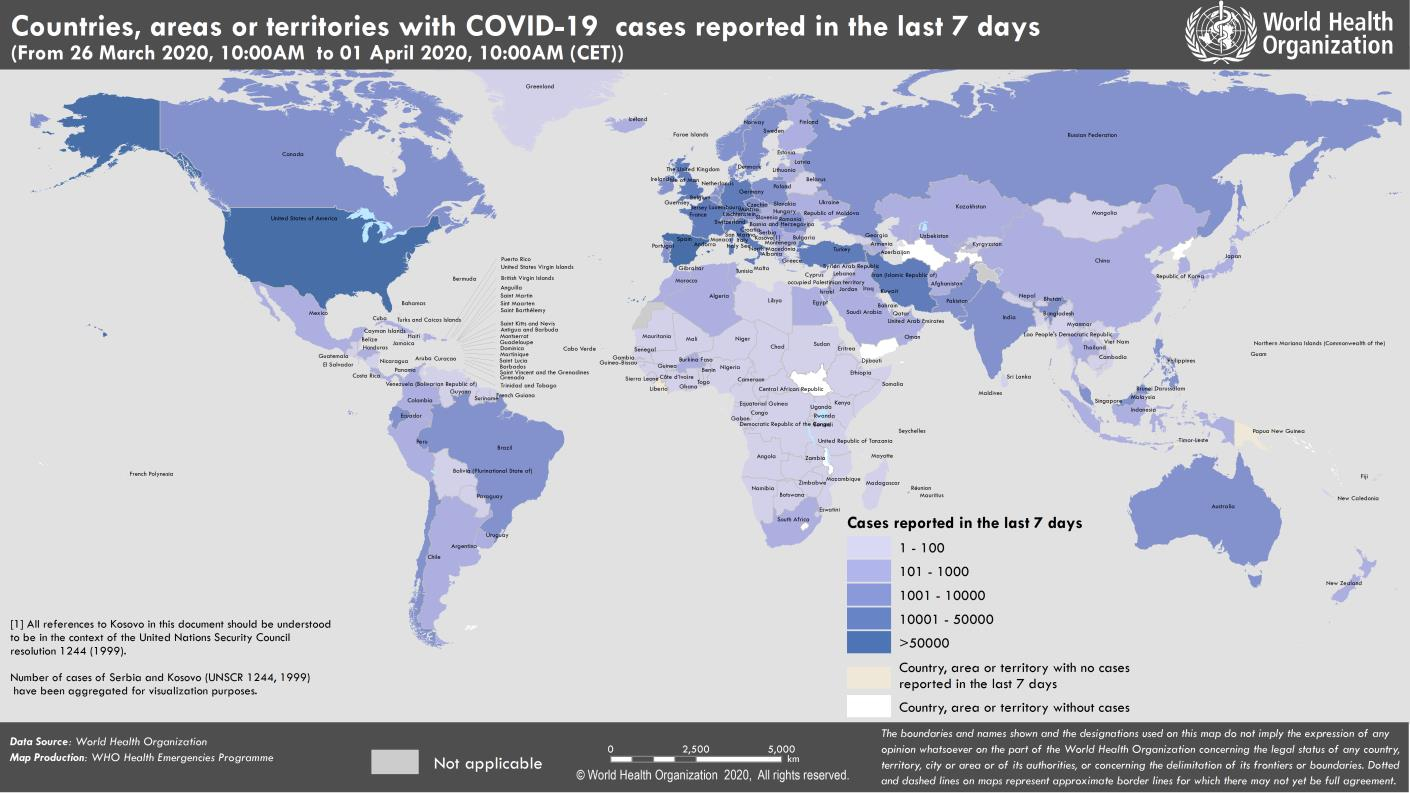 Countries, areas or territories with COVID-19 cases reported in the last 7 days
(From 26 March 2020, 10:00AM to 01 April 2020, 10:00AM (CET))
World Health
Organization
Greenland
Iceland
Faroe Islands
Norway
Sweden
Finland
Russian Federation
Canada
Estonia
Latvia
Lithuania
Denmark
The United Kingdom
Ireland
Isle of Man
Netherlands
Belarus
Poland
Germany
Belgium
Guernsey
Jersey
Luxembourg
Czechia
Slovakia
Ukraine
Kazakhstan
Mongolia
United States of America
France
Liechtenstein
Austria
Hungary
Republic of Moldova
Switzerland
Slovenia
Romania
Croatia
Bosnia and Herzegovina
San Marino
Serbia
Monaco
Italy
Kosovo[1]
Bulgaria
Montenegro
Georgia
Uzbekistan
Portugal
Spain
Andorra
Holy See
North Macedonia
Armenia
Kyrgyzstan
Albania
Turkey
Azerbaijan
Greece
China
Japan
Republic of Korea
Puerto Rico
United States Virgin Islands
Bermuda
British Virgin Islands
Anguilla
Saint Martin
Sint Maarten
Saint Barthélemy
Gibraltar
Tunisia
Malta
Cyprus
Syrian Arab Republic
Lebanon
Iran (Islamic Republic of)
occupied Palestinian territory
Morocco
Israel
Jordan
Iraq
Kuwait
Afghanistan
Algeria
Libya
Egypt
Bahrain
Pakistan
Nepal
Bhutan
Bahamas
Mexico
Cuba
Turks and Caicos Islands
Saudi Arabia
Qatar
United Arab Emirates
India
Bangladesh
Myanmar
Saint Kitts and Nevis
Antigua and Barbuda
Montserrat
Guadeloupe
Dominica
Martinique
Saint Lucia
Barbados
Saint Vincent and the Grenadines
Grenada
Trinidad and Tobago
Cayman Islands
Belize
Haiti
Jamaica
Honduras
Guatemala
El Salvador
Nicaragua
Aruba
Curacao
Costa Rica
Panama
Cabo Verde
Mauritania
Mali
Niger
Chad
Sudan
Eritrea
Oman
Lao People's Democratic Republic
Viet Nam
Thailand
Cambodia
Philippines
Northern Mariana Islands (Commonwealth of the)
Guam
Senegal
Gambia
Guinea-Bissau
Guinea
Burkina Faso
Benin
Nigeria
Djibouti
Ethiopia
Sierra Leone
Côte d'Ivoire
Liberia
Ghana
Togo
Cameroon
Central African Republic
Somalia
Sri Lanka
Maldives
Venezuela (Bolivarian Republic of)
Guyana
Suriname
French Guiana
Colombia
Ecuador
Equatorial Guinea
Uganda
Kenya
Gabon
Congo
Rwanda
Democratic Republic of the Congo
Brunei Darussalam
Malaysia
Singapore
Indonesia
Peru
Brazil
United Republic of Tanzania
Seychelles
Timor-Leste
Papua New Guinea
French Polynesia
Bolivia (Plurinational State of)
Angola
Zambia
Mayotte
Paraguay
Namibia
Zimbabwe
Mozambique
Madagascar
Réunion
Mauritius
Botswana
Fiji
New Caledonia
Eswatini
South Africa
Australia
Uruguay
Argentina
Chile
New Zealand
Cases reported in the last 7 days
1 - 100
101 - 1000
1001 - 10000
10001 - 50000
>50000
Country, area or territory with no cases
reported in the last 7 days
Country, area or territory without cases
[1] All references to Kosovo in this document should be understood
to be in the context of the United Nations Security Council
resolution 1244 (1999).
Number of cases of Serbia and Kosovo (UNSCR 1244, 1999)
have been aggregated for visualization purposes.
Data Source: World Health Organization
Map Production: WHO Health Emergencies Programme
Not applicable
0 2,500 5,000
km
© World Health Organization 2020, All rights reserved.
The boundaries and names shown and the designations used on this map do not imply the expression of any
opinion whatsoever on the part of the World Health Organization concerning the legal status of any country,
territory, city or area or of its authorities, or concerning the delimitation of its frontiers or boundaries. Dotted
and dashed lines on maps represent approximate border lines for which there may not yet be full agreement.